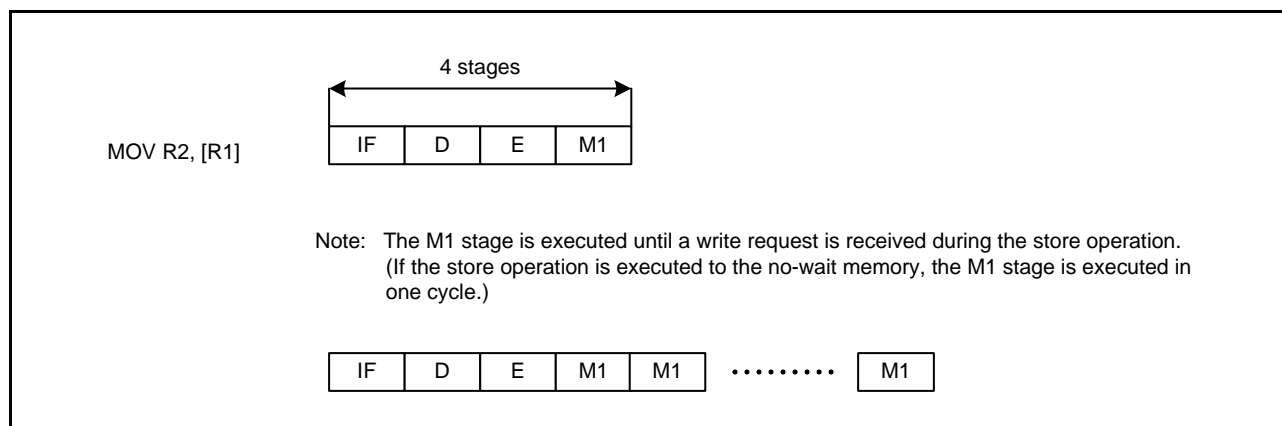 4 stages
MOV R2, [R1]
IF D E M1
Note: The M1 stage is executed until a write request is received during the store operation.
(If the store operation is executed to the no-wait memory, the M1 stage is executed in
one cycle.)
IF D E M1 M1 ......... M1